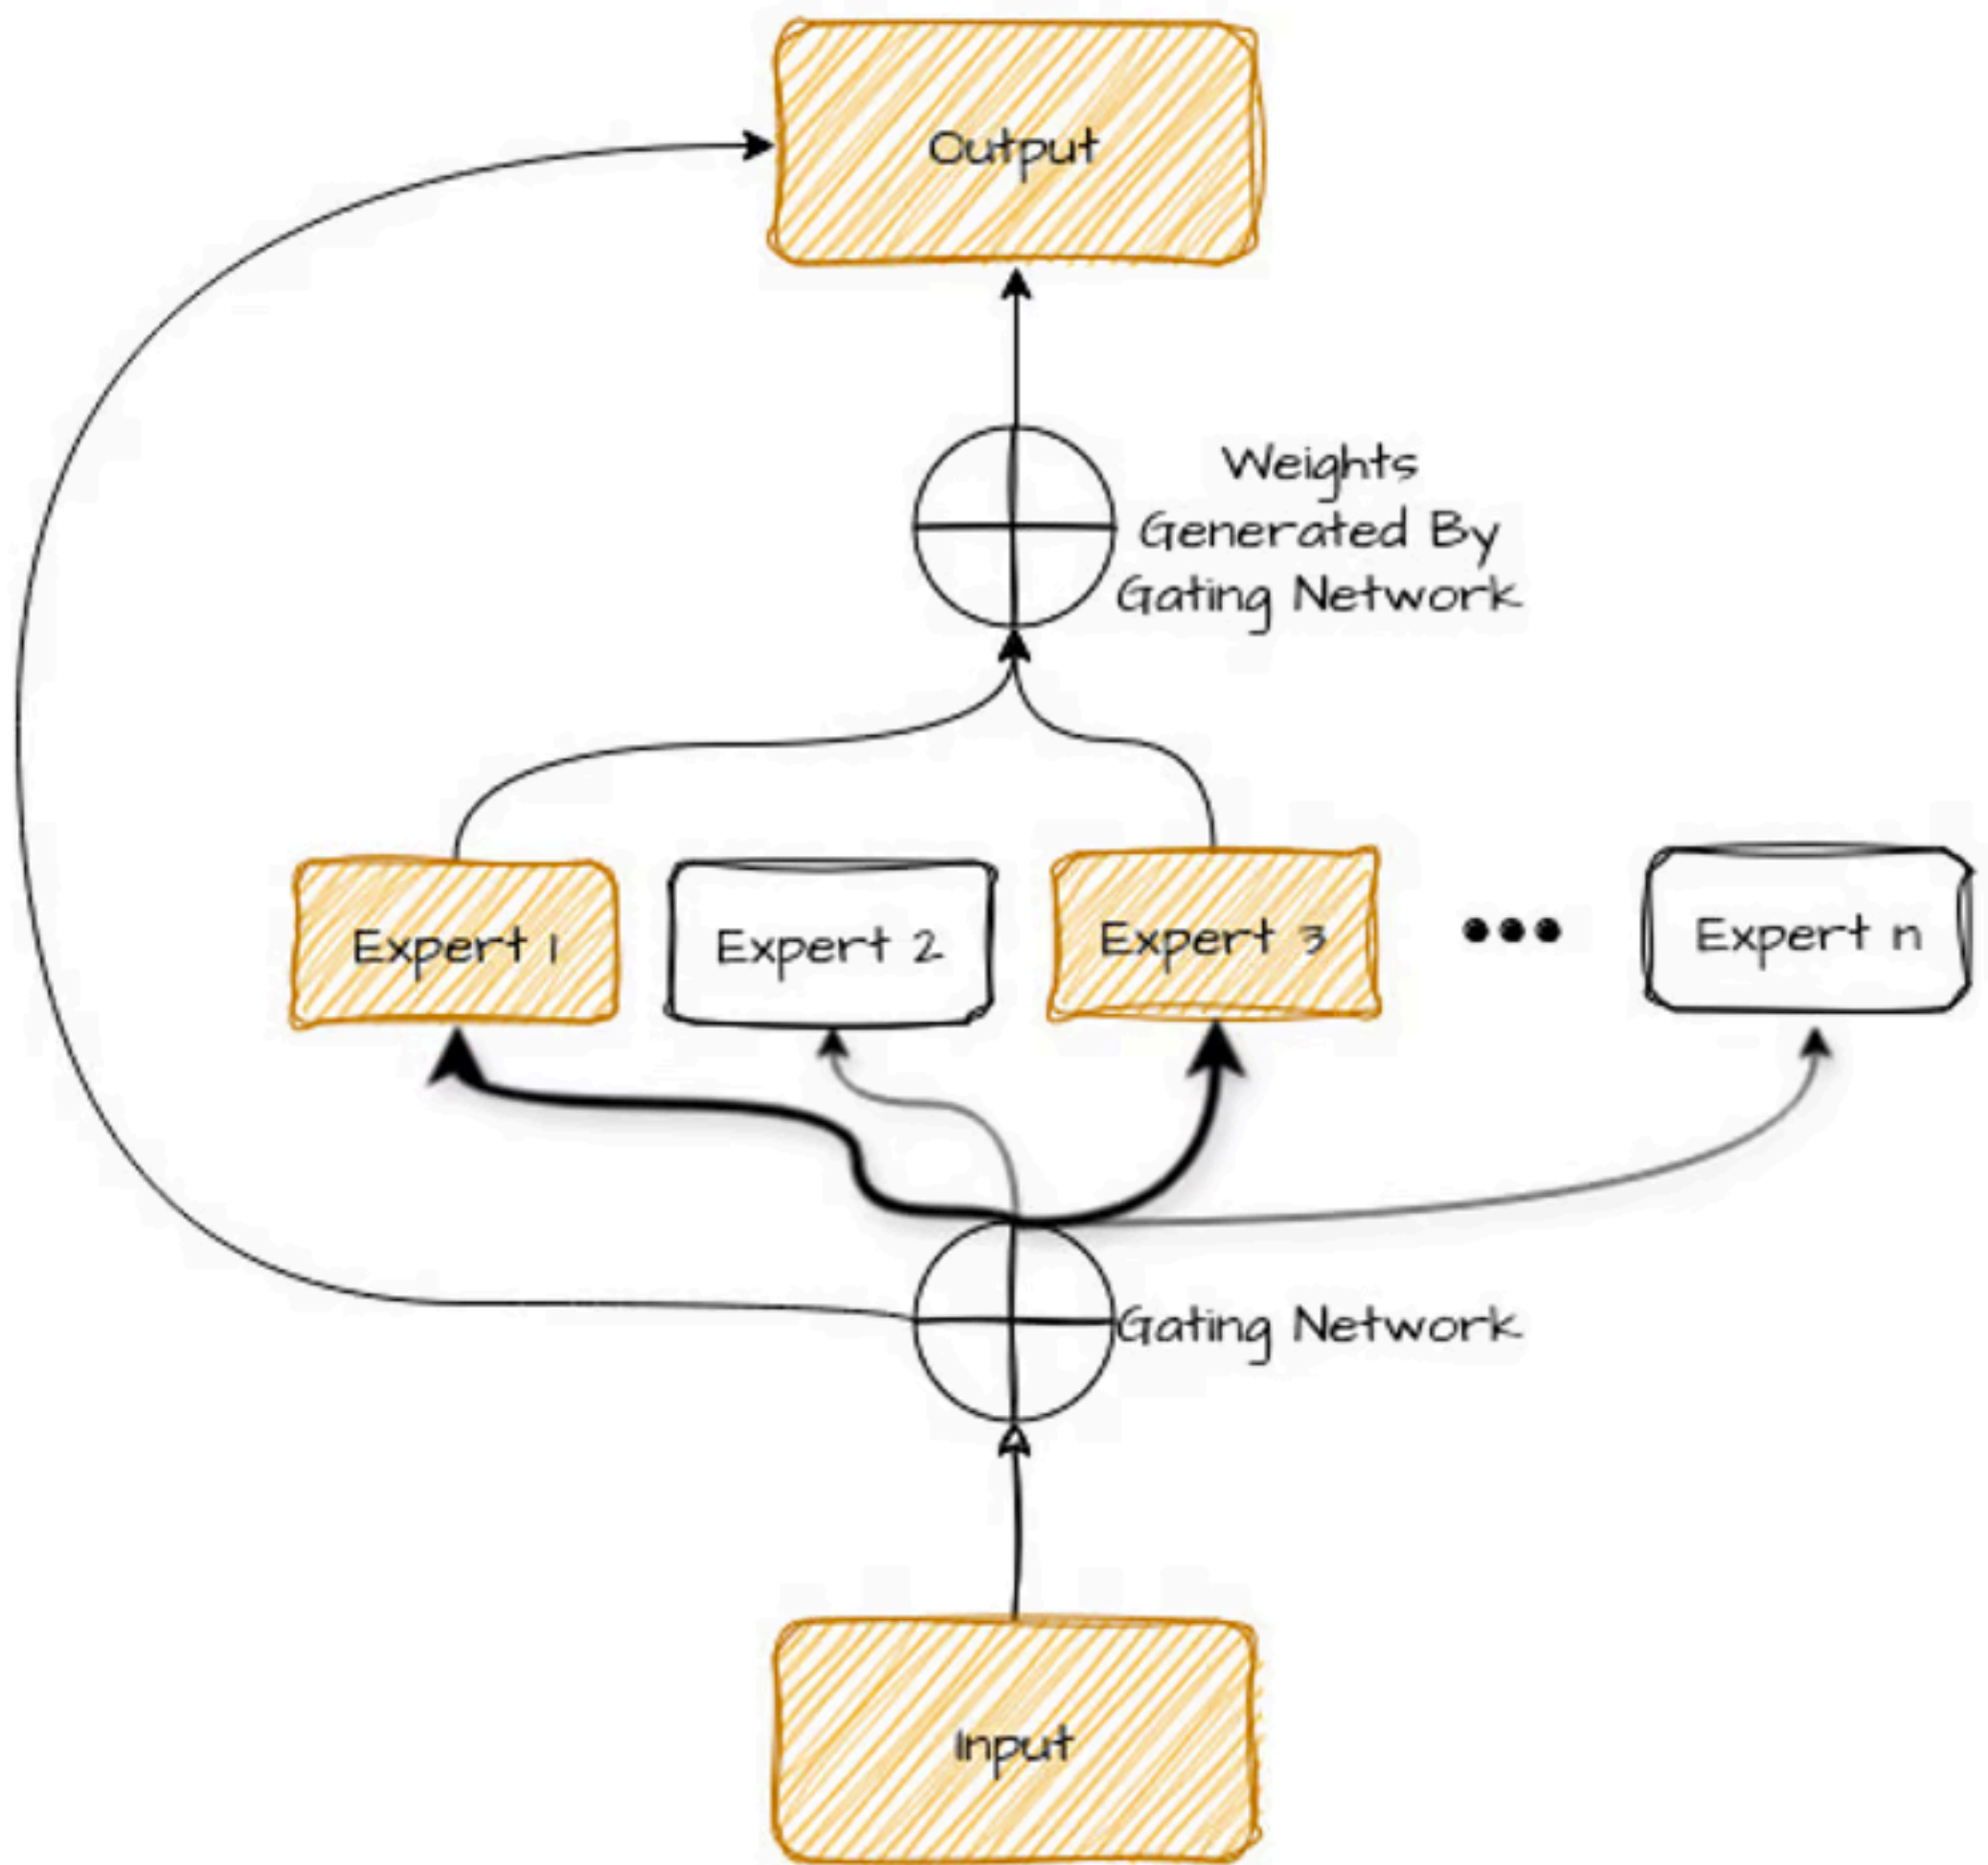 Output
Weights
Generated By
Gating Network
Expert 1
Expert 2
Expert 3
Expert n
Gating Network
Input